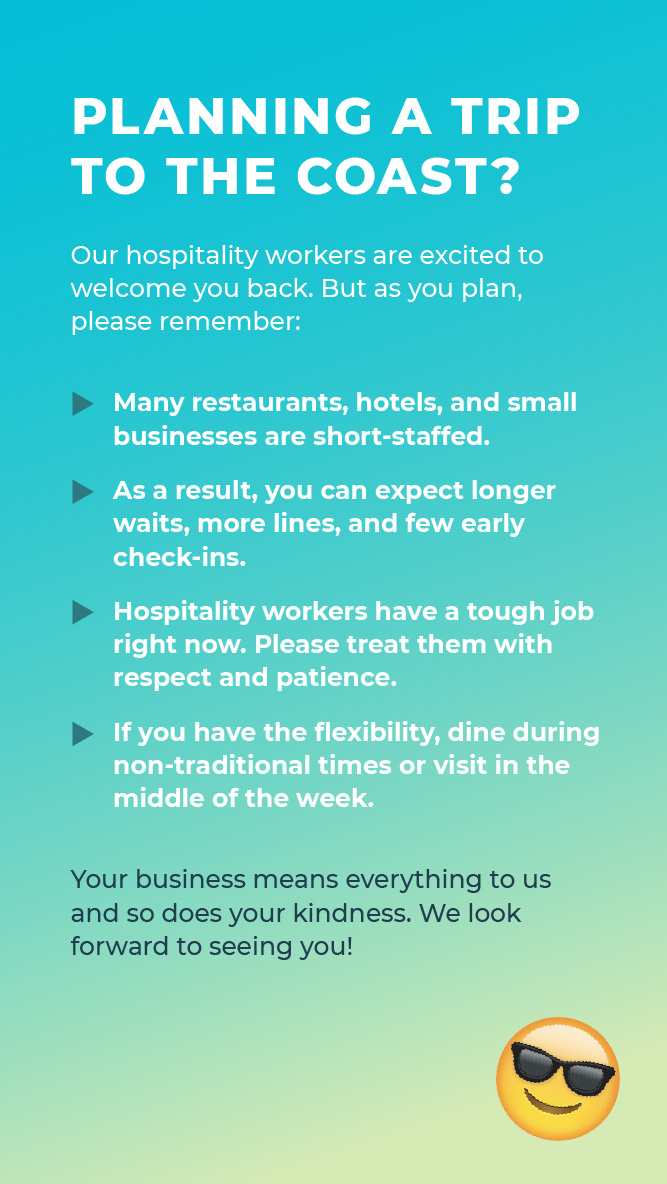 PLANNING A TRIP
TO THE COAST?
Our hospitality workers are excited to
welcome you back. But as you plan,
please remember:
Many restaurants, hotels, and small
businesses are short-staffed.
As a result, you can expect longer
waits, more lines, and few early
check-ins.
Hospitality workers have a tough job
right now. Please treat them with
respect and patience.
If you have the flexibility, dine during
non-traditional times or visit in the
middle of the week.
Your business means everything to us
and so does your kindness. We look
forward to seeing you!